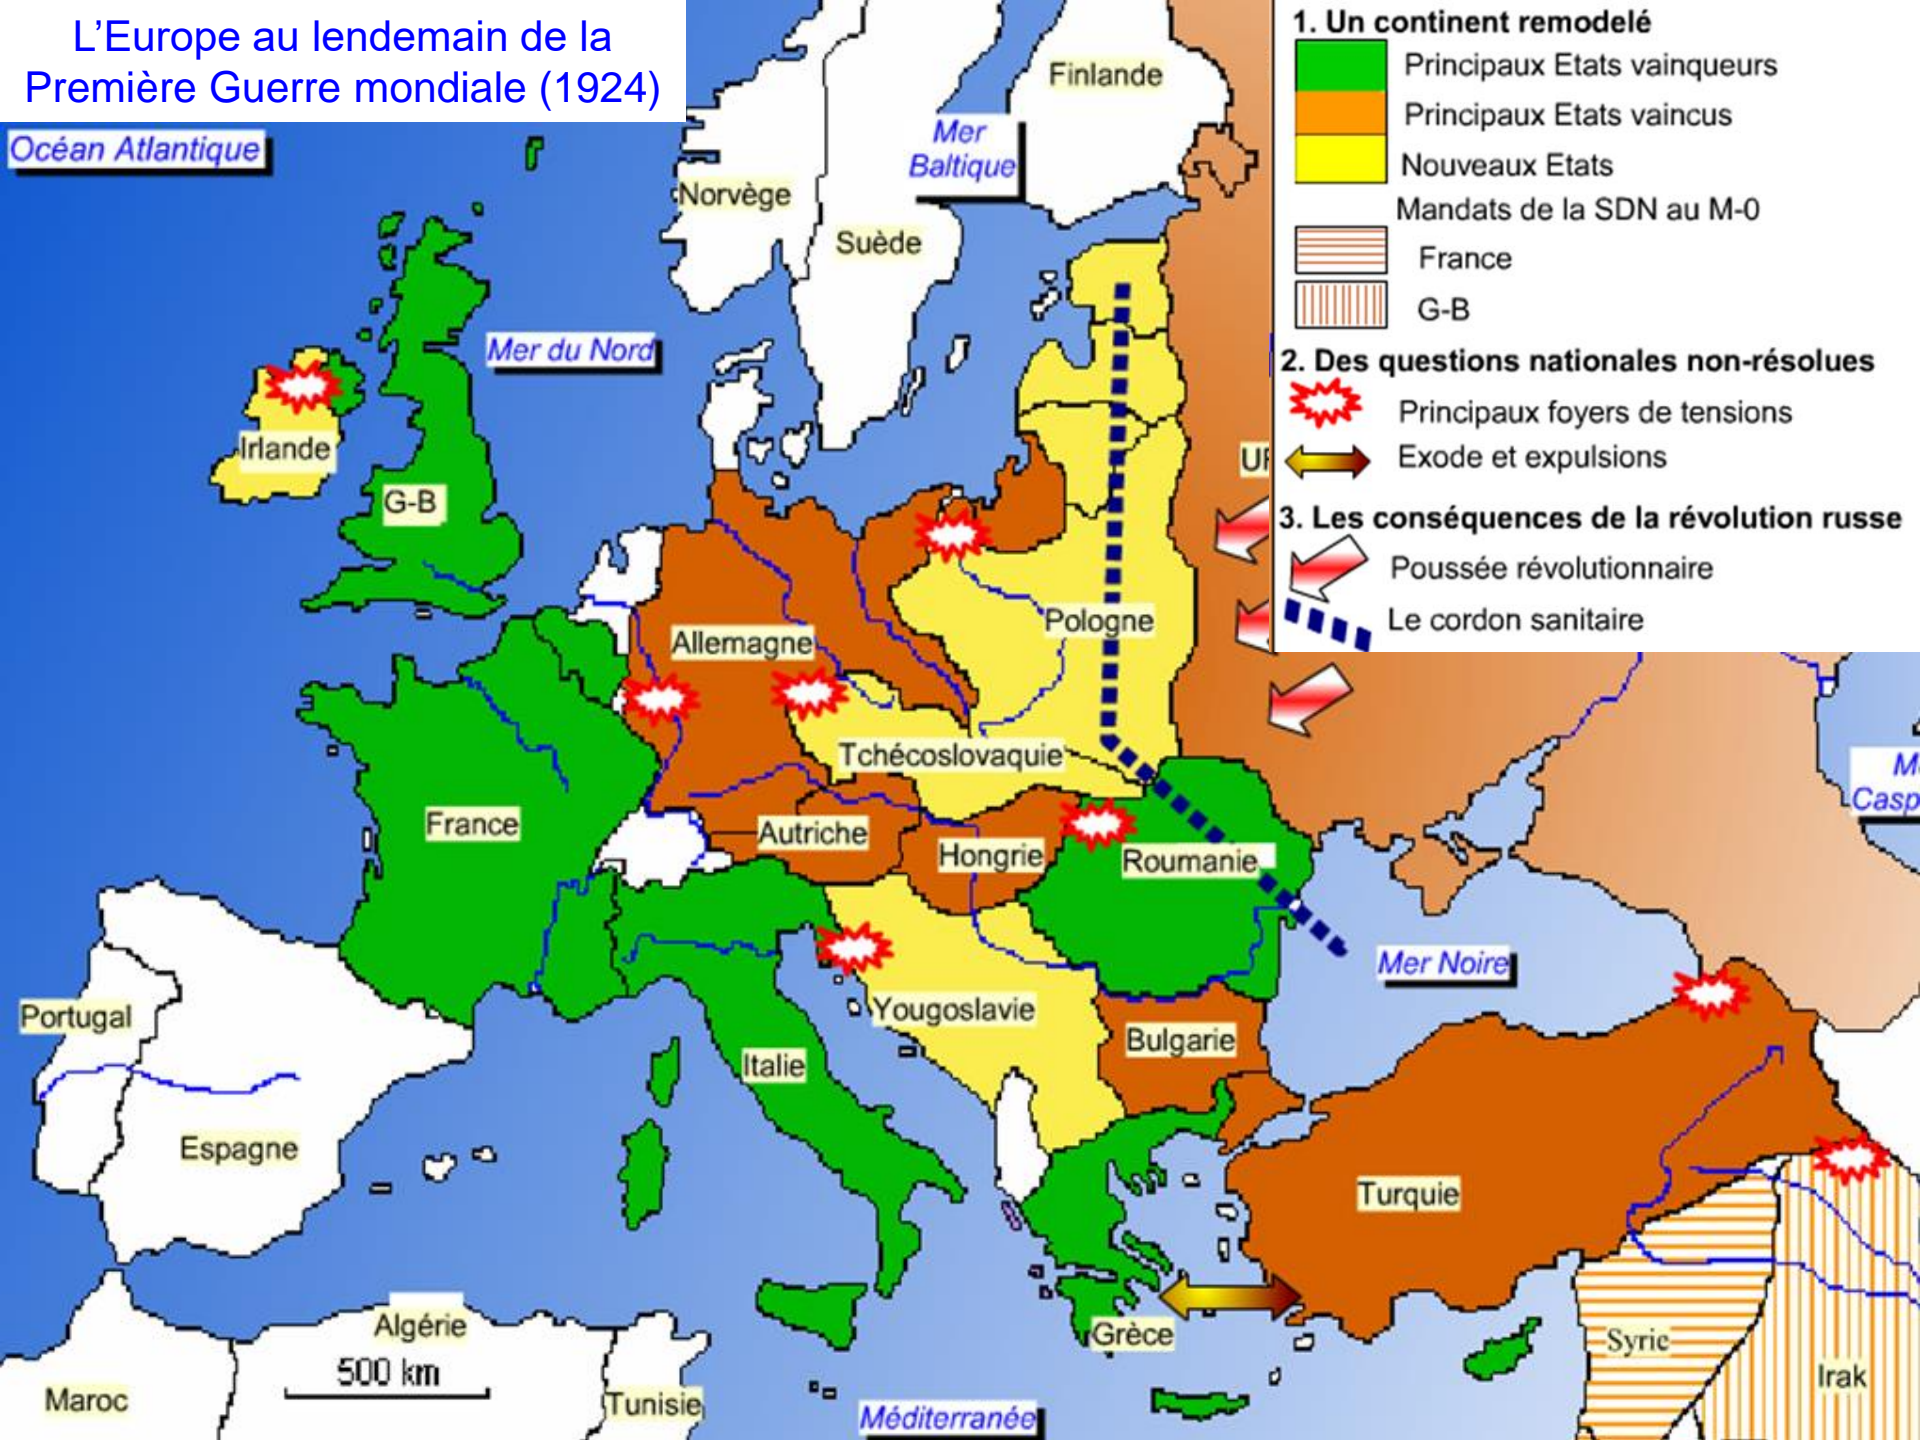 L'Europe au lendemain de la
Première Guerre mondiale (1924)
1. Un continent remodelé
Principaux Etats vainqueurs
Principaux Etats vaincus
Nouveaux Etats
Mandats de la SDN au M-0
France
G-B
2. Des questions nationales non-résolues
Principaux foyers de tensions
Exode et expulsions
3. Les conséquences de la révolution russe
Poussée révolutionnaire
Le cordon sanitaire
Océan Atlantique
Finlande
Mer
Baltique
Norvège
Suède
Mer du Nord
Irlande
G-B
Allemagne
Pologne
Tchécoslovaquie
France
Autriche
Hongrie
Roumanie
Mer Noire
Portugal
Yougoslavie
Bulgarie
Italie
Espagne
Turquie
Grèce
Algérie
500 km
Maroc
Tunisie
Méditerranée
Syrie
Irak
Casp